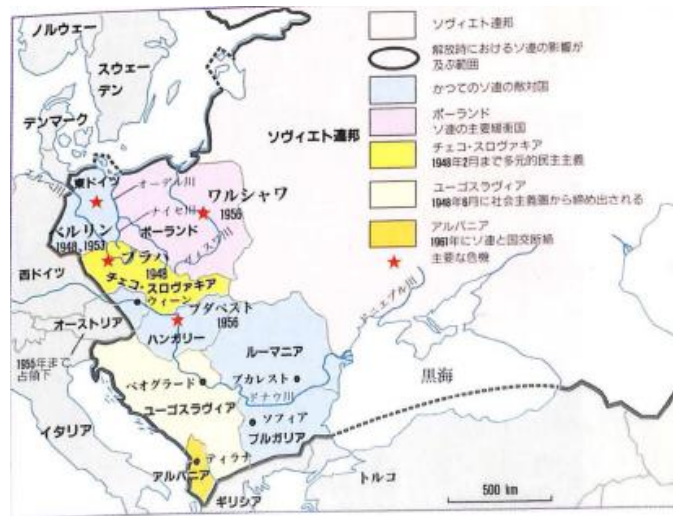 ソヴィエト連邦
解放時におけるソ連の影響が
及ぶ範囲
かつてのソ連の敵対国
ポーランド
ソ連の主要緩衝国
チェコ・スロヴァキア
1948年2月まで多元的民主主義
ユーゴスラヴィア
1948年6月に社会主義圏から締め出される
アルバニア
1961年にソ連と国交断絶
主要な危機
ノルウェー
スウェー
デン
デンマーク
ソヴィエト連邦
エルベ川
東ドイツ
オーデル川
ワルシャワ
1956
ナイセ川
ベルリン
1948,1953
ポーランド
ヴィスワ川
プラハ
1948
チェコ・スロヴァキア
西ドイツ
ウィーン
ブダペスト
1956
ドニエプル川
オーストリア
ハンガリー
ルーマニア
1955年まで
占領下
ベオグラード
ブカレスト
黒海
ドナウ川
ユーゴスラヴィア
ソフィア
ブルガリア
イタリア
ティラナ
アルバニア
トルコ
ギリシア
500 km